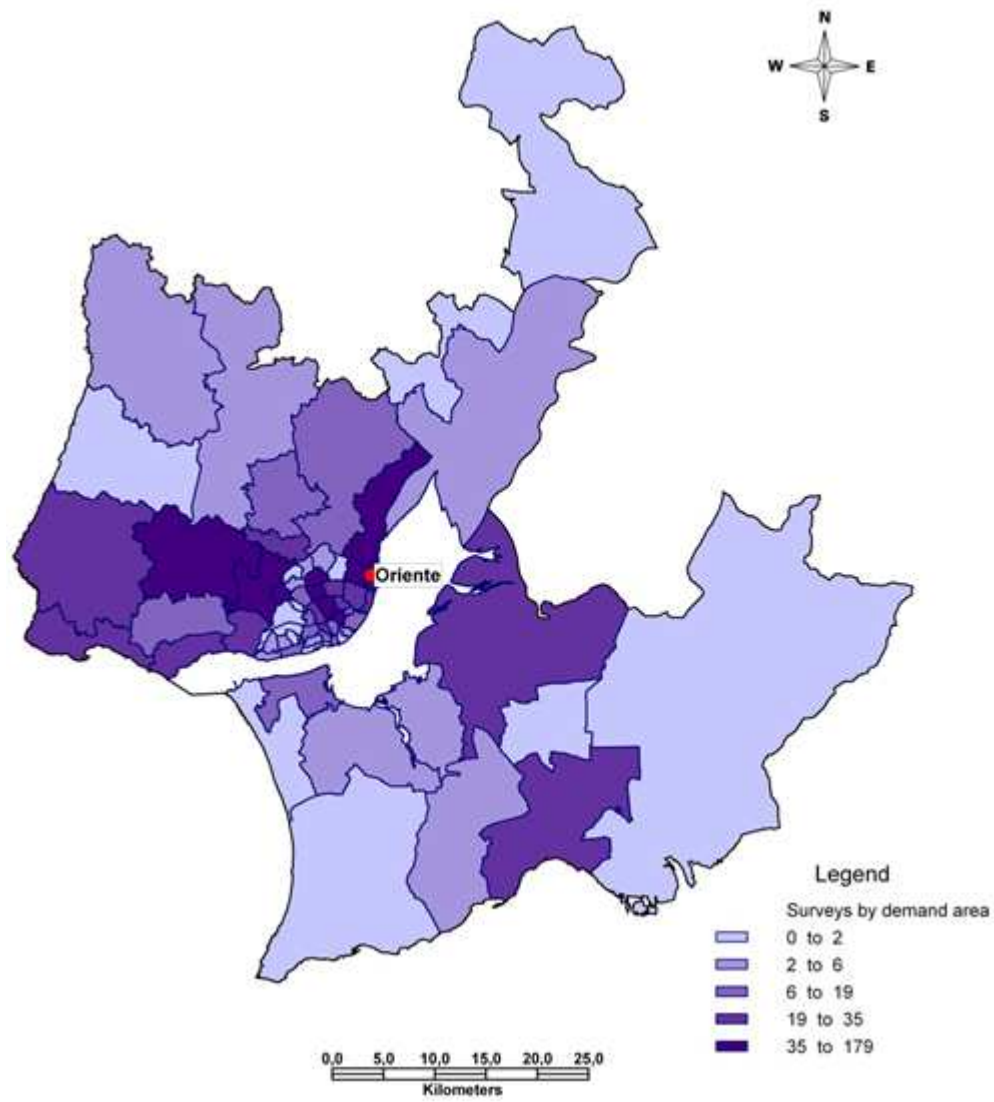 N
W E
S
Oriente
Legend
Surveys by demand area
0 to 2
2 to 6
6 to 19
19 to 35
35 to 179
0,0 5,0 10,0 15,0 20,0 25,0
Kilometers